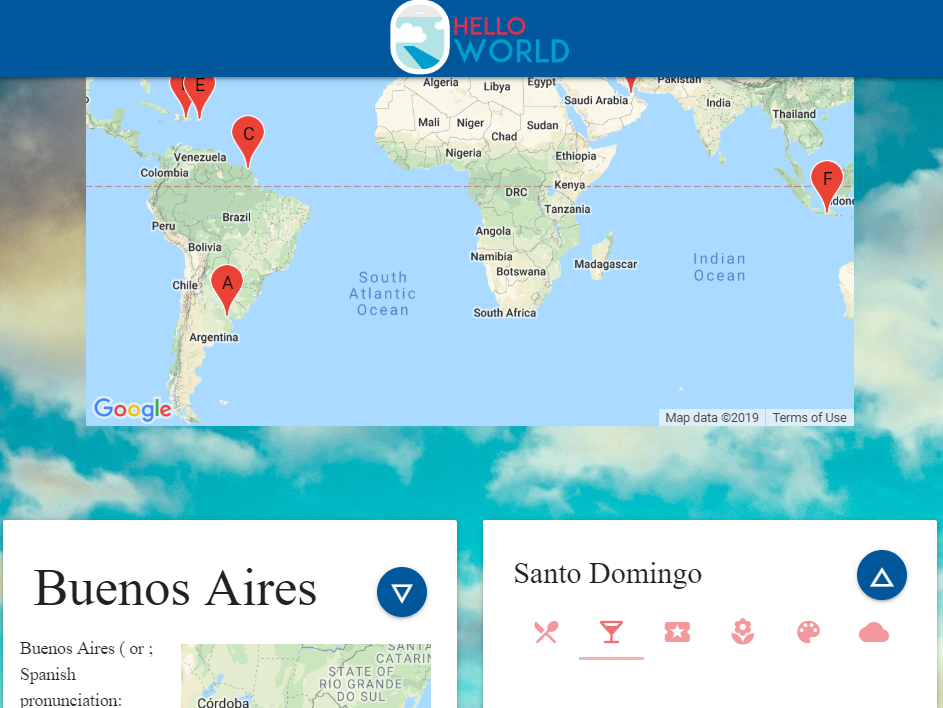 HELLO
WORLD
Algeria
Libya
Egypt
Pakistan
Saudi Arabia
India
Thailand
Mali
Niger
Chad
Sudan
Nigeria
Ethiopia
E
C
Venezuela
Colombia
DRC
Kenya
F
Tanzania
Brazil
Peru
Angola
Bolivia
Namibia
Botswana
Madagascar
Indian
Ocean
South
Atlantic
Ocean
Chile
A
South Africa
Argentina
Google
Map data ©2019
Terms of Use
Buenos Aires
Santo Domingo
Buenos Aires ( or ;
Spanish
pronunciation:
SANTA
CATARIN
STATE OF
RIO GRANDE
DO SUL
Córdoba